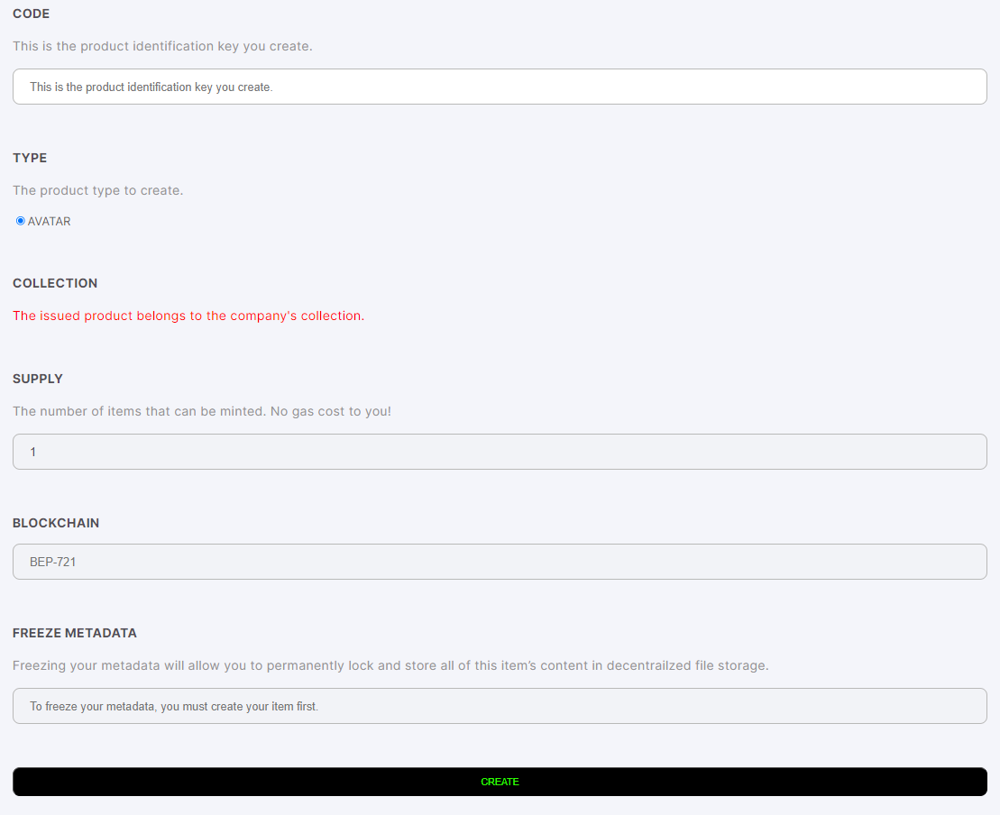 CODE
This is the product identification key you create.
This is the product identification key you create.
TYPE
The product type to create.
AVATAR
COLLECTION
The issued product belongs to the company's collection.
SUPPLY
The number of items that can be minted. No gas cost to you!
1
BLOCKCHAIN
BEP-721
FREEZE METADATA
Freezing your metadata will allow you to permanently lock and store all of this item’s content in decentrailzed file storage.
To freeze your metadata, you must create your item first.
CREATE